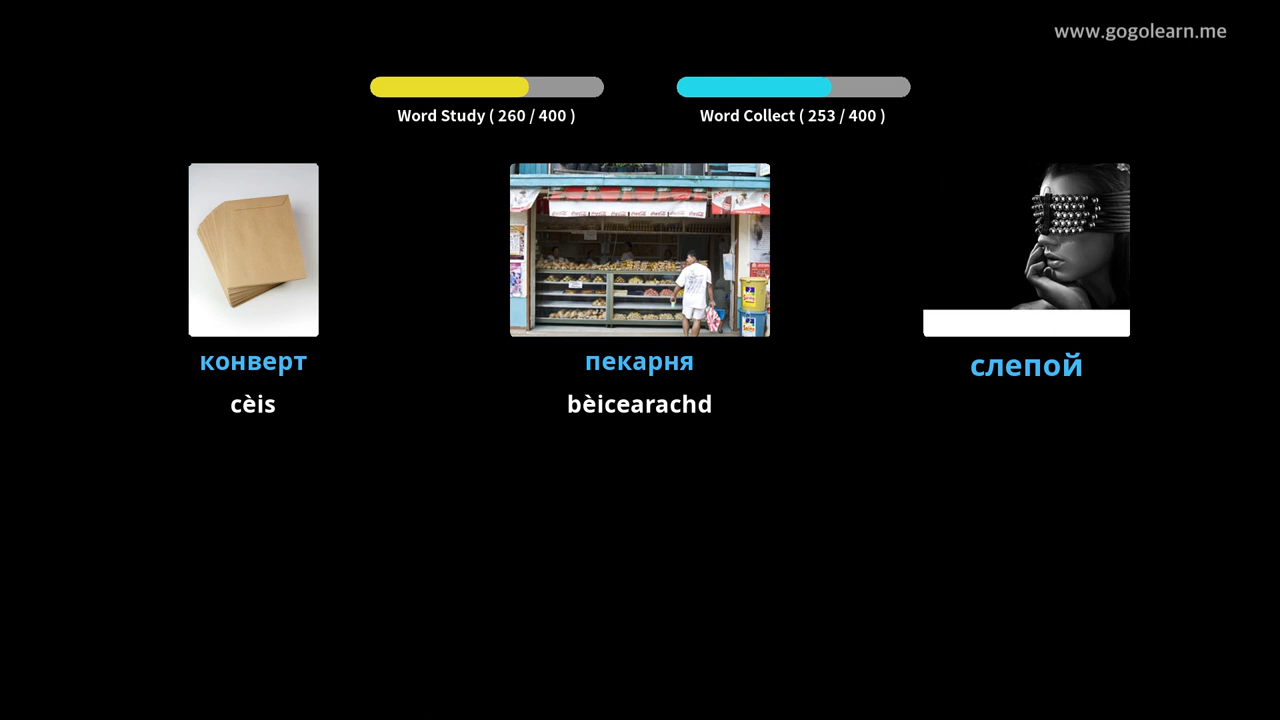 www.gogolearn.me
Word Study ( 260 / 400 )
Word Collect ( 253 / 400 )
конверт
cèis
пекарня
bèicearachd
слепой